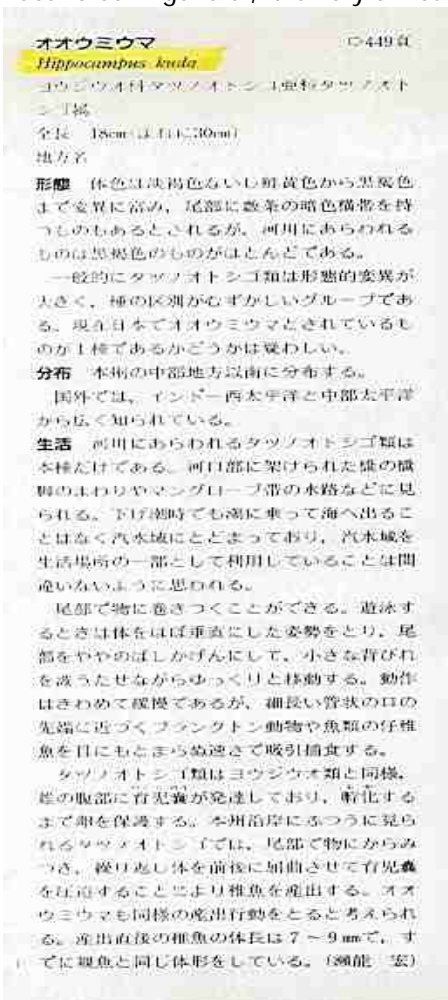 オオウミウマ ⇨449頁
Hippocampus kuda
ヨウジウオ科タツノオトシゴ亜科タツノオト
シゴ属
全長 18cm(まれに30cm)
地方名
形態 体色は淡褐色ないし暗黄色から黒褐色
まで変異に富み、尾部に数条の暗色横帯を持
つものもあるとされるが、河川にあらわれる
ものは黒褐色のものがほとんどである。
一般的にタツノオトシゴ類は形態的変異が
大きく、種の区別がむずかしいグループであ
る。現在日本でオオウミウマとされているも
のが1種であるかどうかは疑わしい。
分布 本州の中部地方以南に分布する。
国外では、インド−西太平洋と中部太平洋
から広く知られている。
生活 河川にあらわれるタツノオトシゴ類は
本種だけである。河口部に架けられた橋の橋
脚のまわりやマングローブ帯の水路などに見
られる。下げ潮時でも潮に乗って海へ出るこ
とはなく汽水域にとどまっており、汽水域を
生活場所の一部として利用していることは間
違いないように思われる。
尾部で物に巻きつくことができる。遊泳す
るときは体をほぼ垂直にした姿勢をとり、尾
部をややのばしかげんにして、小さな背びれ
を波うたせながらゆっくりと移動する。動作
はきわめて緩慢であるが、細長い管状の口の
先端に近づくプランクトン動物や魚類の仔稚
魚を目にもとまらぬ速さで吸引捕食する。
タツノオトシゴ類はヨウジウオ類と同様、
雄の腹部に育児嚢が発達しており、孵化する
まで卵を保護する。本州沿岸にふつうに見ら
れるタツノオトシゴでは、尾部で物にからみ
つき、繰り返し体を前後に屈曲させて育児嚢
を圧迫することにより稚魚を産出する。オオ
ウミウマも同様の産出行動をとると考えられ
る。産出直後の稚魚の体長は7〜9mmで、す
でに親魚と同じ体形をしている。(瀬能 宏)